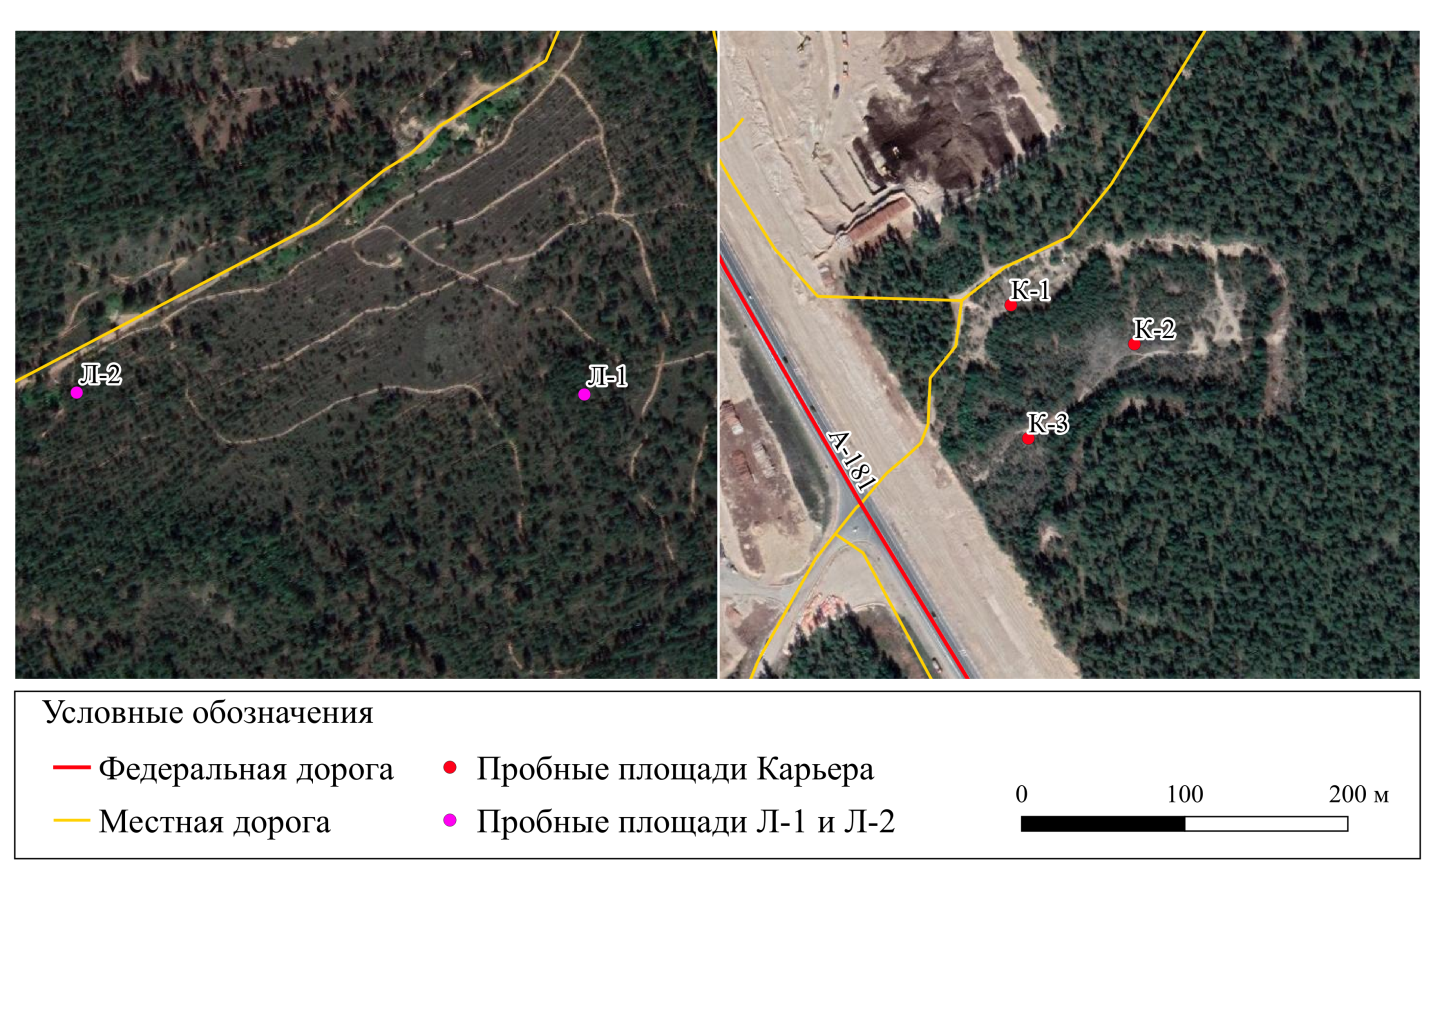 Л-2
Л-1
К-1
К-2
К-3
А-181
Условные обозначения
Федеральная дорога
Местная дорога
Пробные площади Карьера
Пробные площади Л-1 и Л-2
0 100 200 м